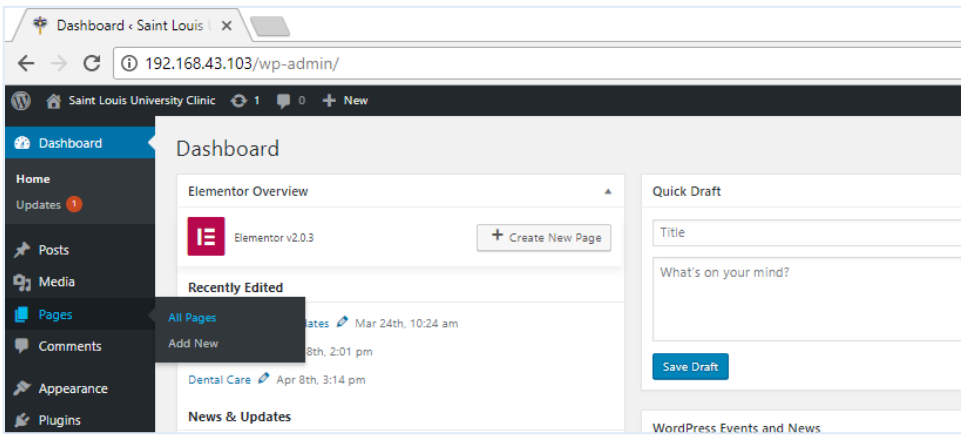 Dashboard ‹ Saint Louis
192.168.43.103/wp-admin/
Saint Louis University Clinic 1 0 + New
Dashboard
Home
Updates 1
Posts
Media
Pages
Comments
Appearance
Plugins
All Pages
Add New
Dashboard
Elementor Overview
Elementor v2.0.3
+ Create New Page
Recently Edited
Mar 24th, 10:24 am
8th, 2:01 pm
Dental Care Apr 8th, 3:14 pm
News & Updates
Quick Draft
Title
What's on your mind?
Save Draft
WordPress Events and News